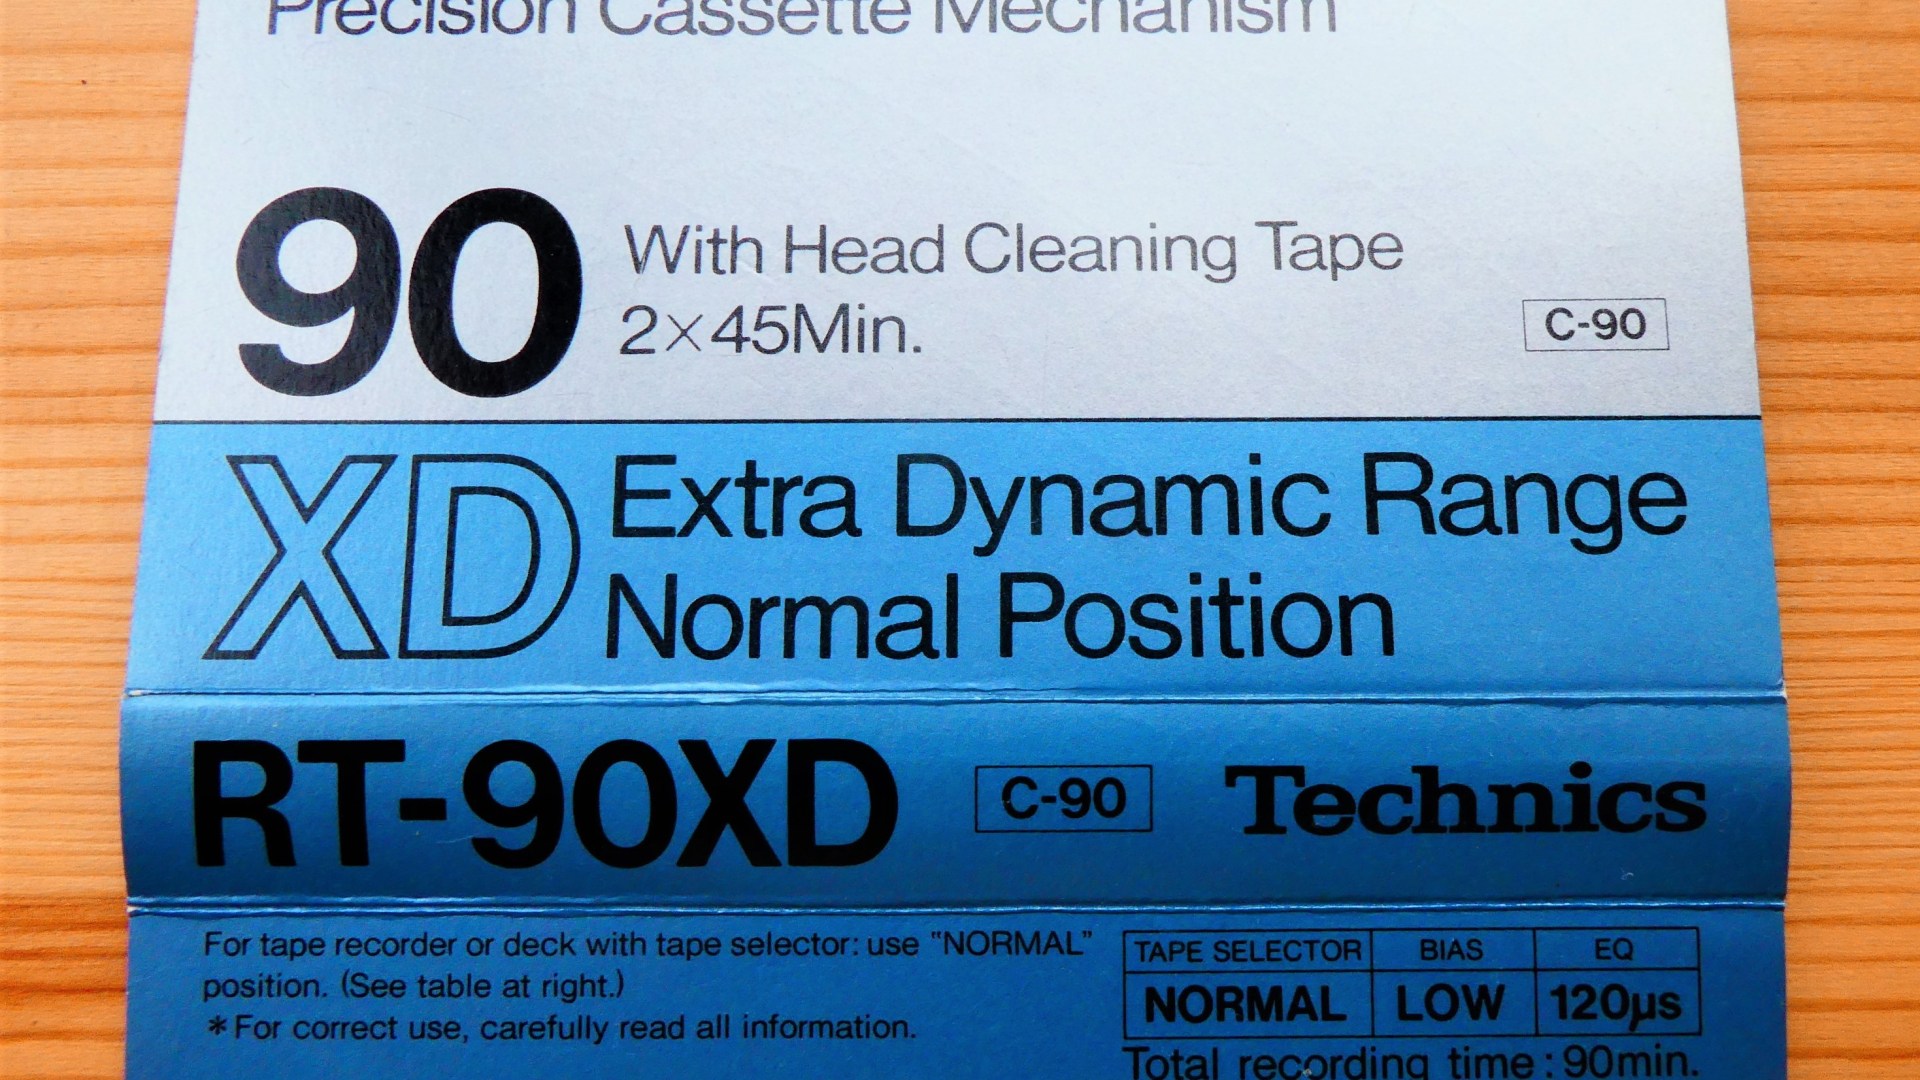 Precision Cassette Mechanism
90
With Head Cleaning Tape
2×45Min.
C-90
XD
Extra Dynamic Range
Normal Position
RT-90XD C-90 Technics
For tape recorder or deck with tape selector: use "NORMAL"
position. (See table at right.)
*For correct use, carefully read all information.
TAPE SELECTOR BIAS EQ
NORMAL LOW 120µs
Total recording time : 90min.